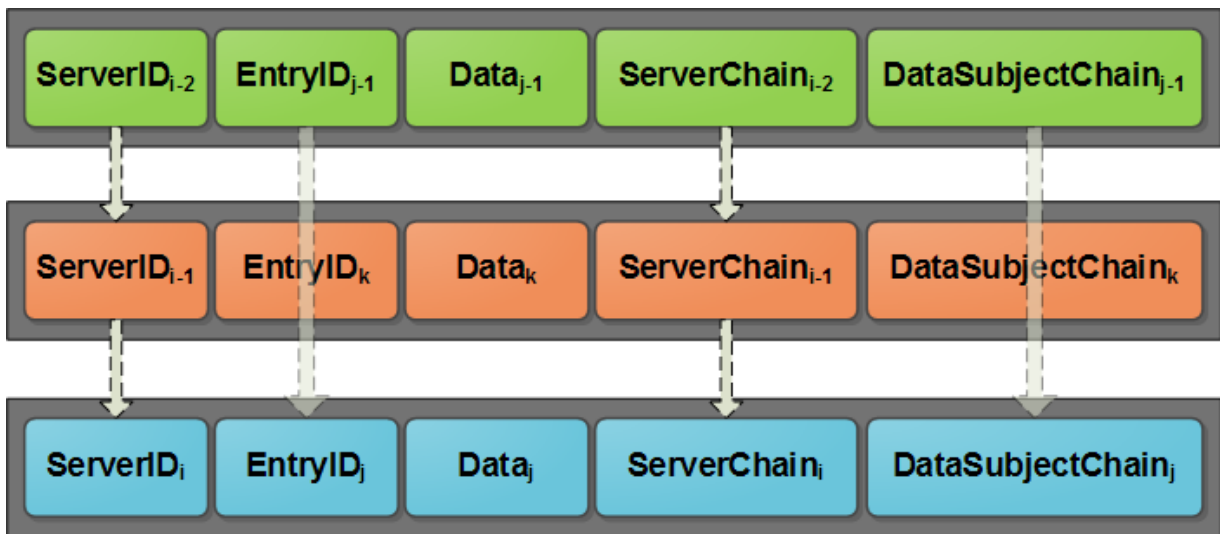 ServerIDi-2 EntryIDj-1 Dataj-1 ServerChaini-2 DataSubjectChainj-1
ServerIDi-1 EntryIDk Datak ServerChaini-1 DataSubjectChaink
ServerIDi EntryIDj Dataj ServerChaini DataSubjectChainj